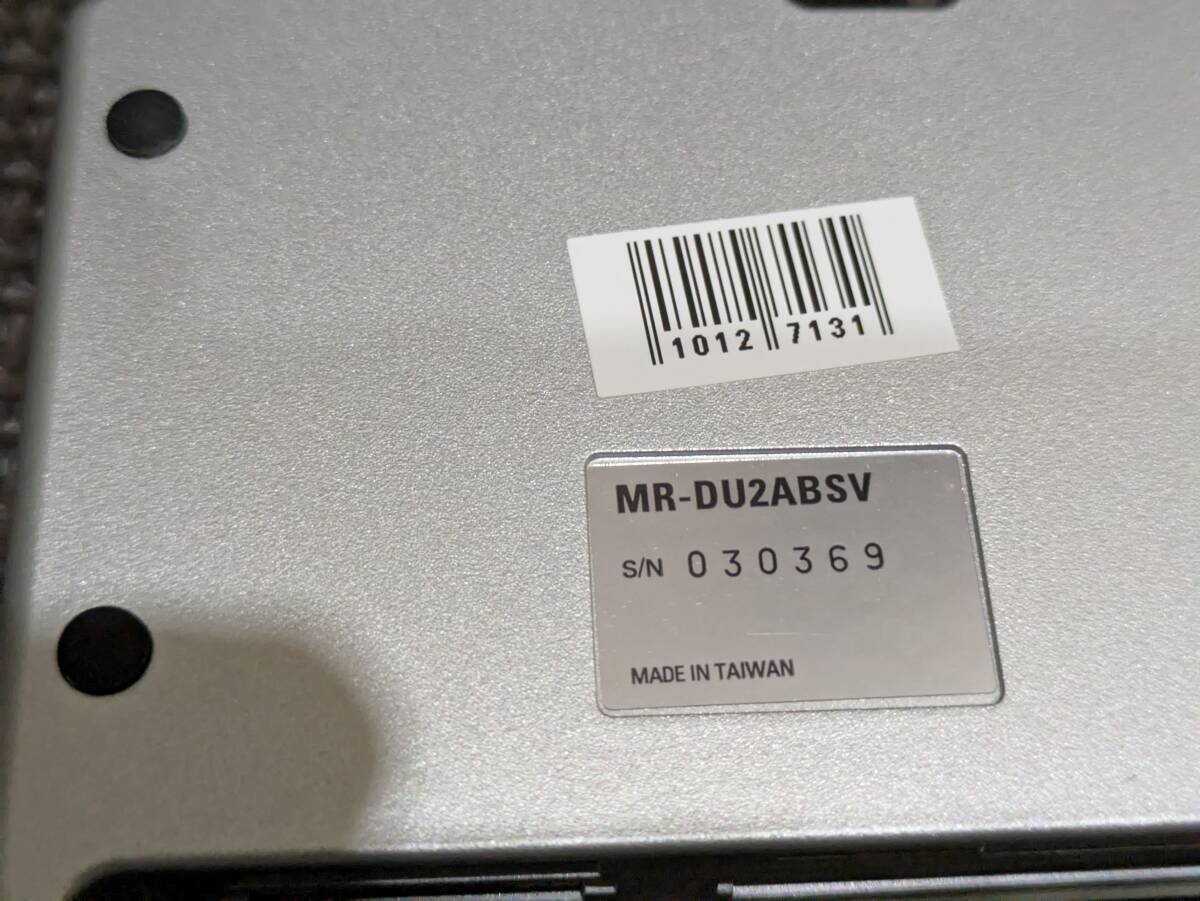 1012 7131
MR-DU2ABSV
S/N 030369
MADE IN TAIWAN